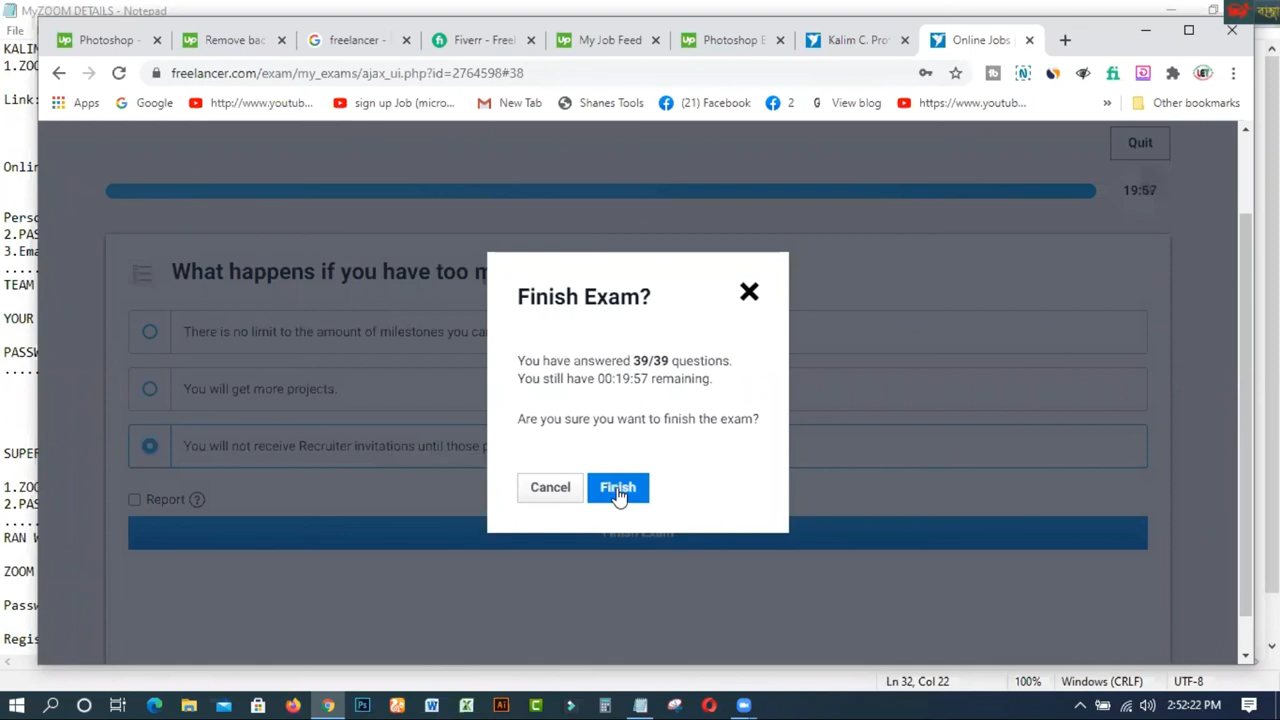 MyZOOM DETAILS - Notepad
File
KALIM
1.ZOO
Link:
Onlin
Perso
2.PAS
3.Ema
TEAM
YOUR
PASSW
SUPER
1.ZOO
2.PAS
RAN W
ZOOM
Passw
Regis
বাংলা
Photoshop -
Remove bac
freelancer -
Fiverr - Freel
My Job Feed
Photoshop
Kalim C. Pro
Online Jobs
freelancer.com/exam/my_exams/ajax_ui.php?id=2764598#38
Apps
Google
http://www.youtub...
sign up Job (micro...
New Tab
Shanes Tools
(21) Facebook
2
View blog
https://www.youtub...
»
Other bookmarks
Quit
19:57
What happens if you have too m
There is no limit to the amount of milestones you can
You will get more projects.
You will not receive Recruiter invitations until those p
Report
Finish Exam
Finish Exam?
You have answered 39/39 questions.
You still have 00:19:57 remaining.
Are you sure you want to finish the exam?
Cancel
Finish
Ln 32, Col 22
100%
Windows (CRLF)
UTF-8
5:52:22 PM